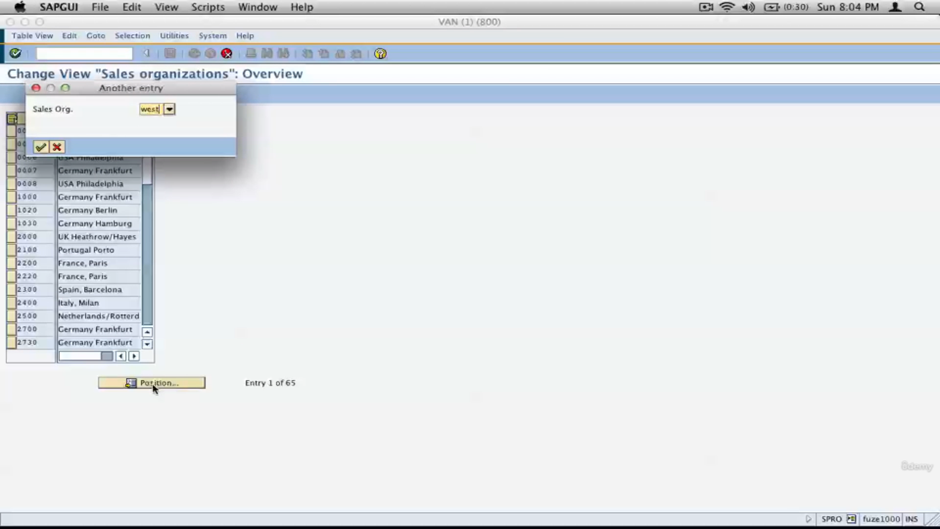 SAPGUI File Edit View Scripts Window Help (0:30) Sun 8:04 PM
VAN (1) (800)
Table View Edit Goto Selection Utilities System Help
Change View "Sales organizations": Overview
Another entry
Sales Org. west
USA Philadelphia
0007 Germany Frankfurt
0008 USA Philadelphia
1000 Germany Frankfurt
1020 Germany Berlin
1030 Germany Hamburg
2000 UK Heathrow/Hayes
2100 Portugal Porto
2200 France, Paris
2220 France, Paris
2300 Spain, Barcelona
2400 Italy, Milan
2500 Netherlands/Rotterd
2700 Germany Frankfurt
2730 Germany Frankfurt
Position... Entry 1 of 65
Udemy
SPRO fuze1000 INS